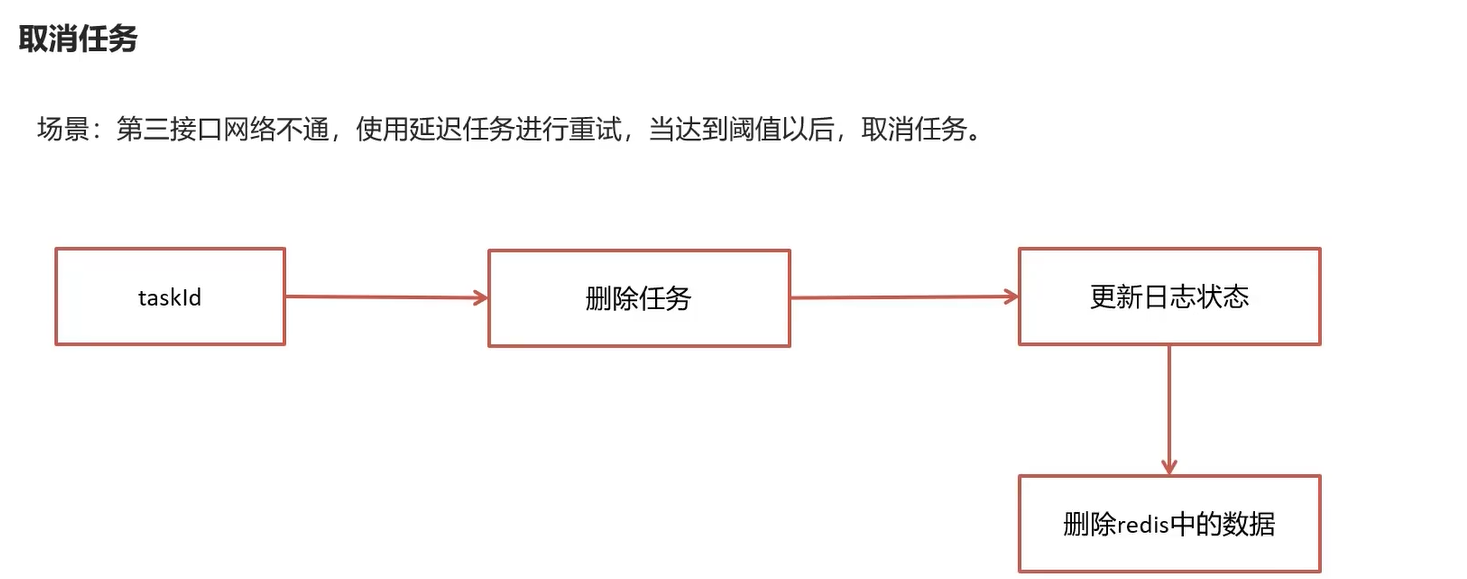 取消任务
场景：第三接口网络不通，使用延迟任务进行重试，当达到阈值以后，取消任务。
taskId
删除任务
更新日志状态
删除redis中的数据